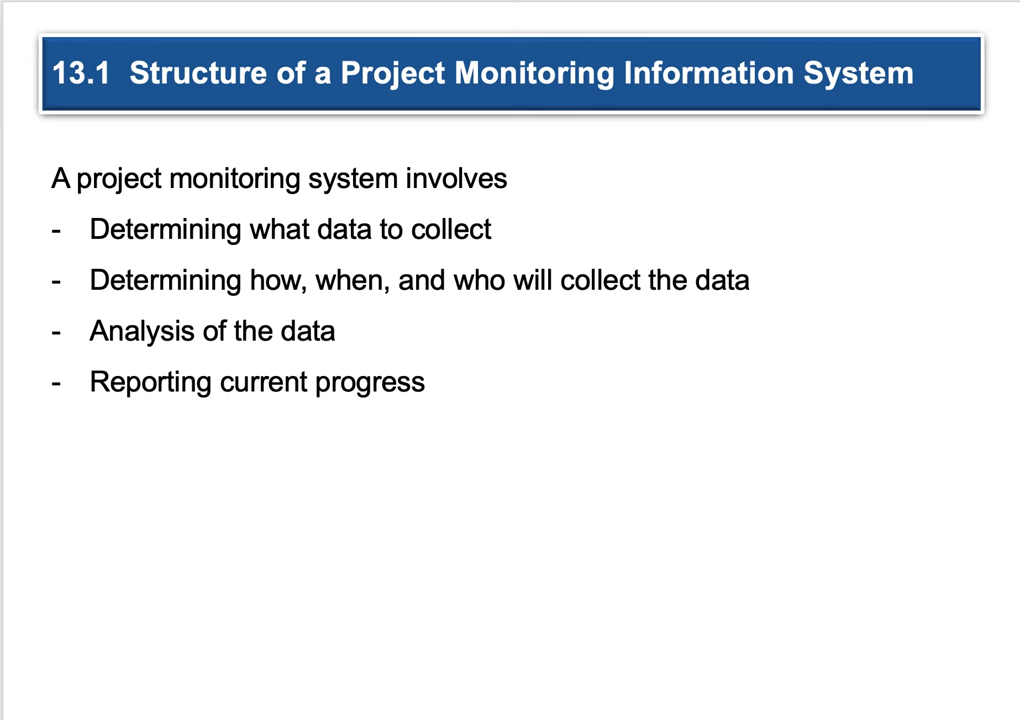 13.1 Structure of a Project Monitoring Information System
A project monitoring system involves
- Determining what data to collect
- Determining how, when, and who will collect the data
- Analysis of the data
- Reporting current progress